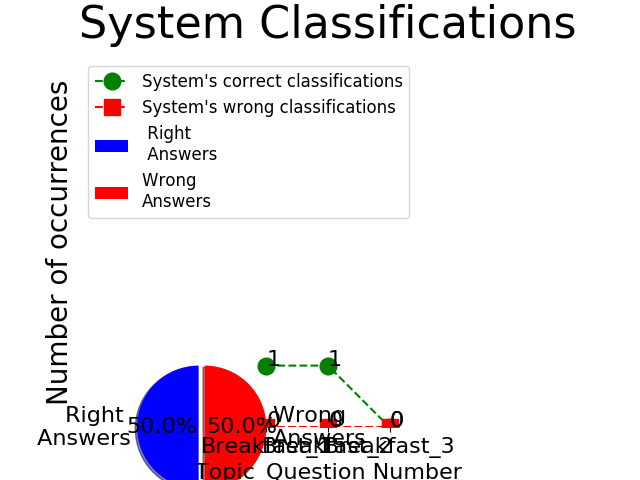 System Classifications
Number of occurrences
System's correct classifications
System's wrong classifications
Right
Answers
Wrong
Answers
1
1
0
0
0
Right
Answers
50.0%
50.0%
Wrong
Answers
Breakfast_1
Breakfast_2
Breakfast_3
Topic Question Number